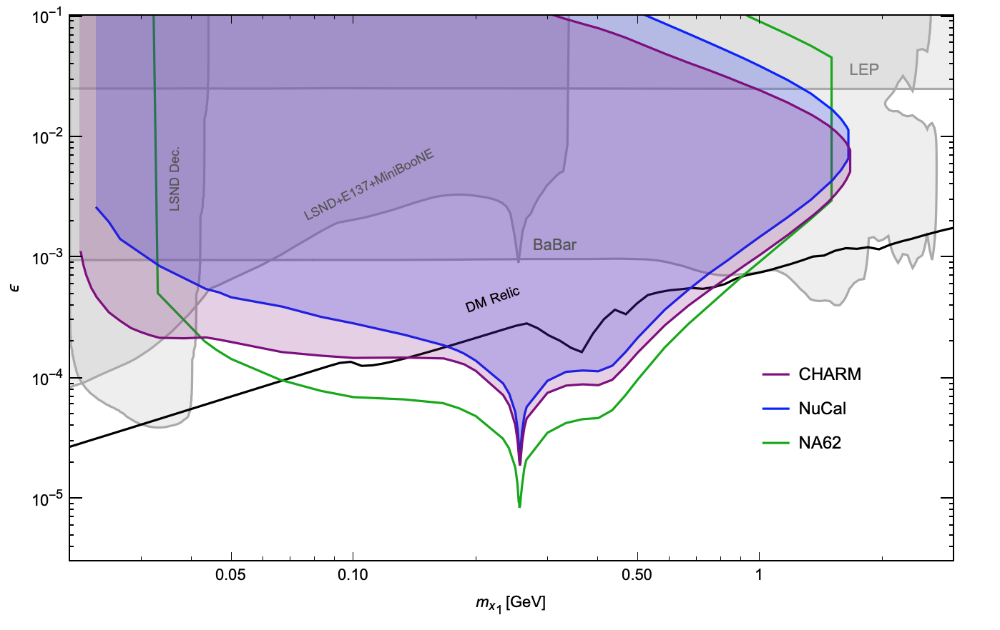 10⁻¹
LEP
10⁻²
LSND Dec.
LSND+E137+MiniBooNE
BaBar
10⁻³
ϵ
DM Relic
10⁻⁴
CHARM
NuCal
NA62
10⁻⁵
0.05 0.10 0.50 1
mₓ₁ [GeV]